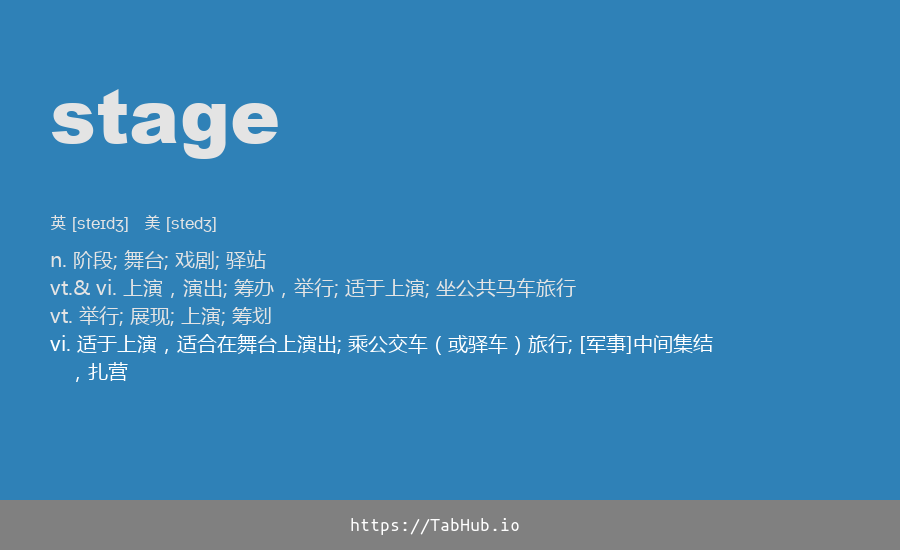 stage
英 [steɪdʒ] 美 [stedʒ]
n. 阶段; 舞台; 戏剧; 驿站
vt.& vi. 上演，演出; 筹办，举行; 适于上演; 坐公共马车旅行
vt. 举行; 展现; 上演; 筹划
vi. 适于上演，适合在舞台上演出; 乘公交车（或驿车）旅行; [军事]中间集结
，扎营
https://TabHub.io